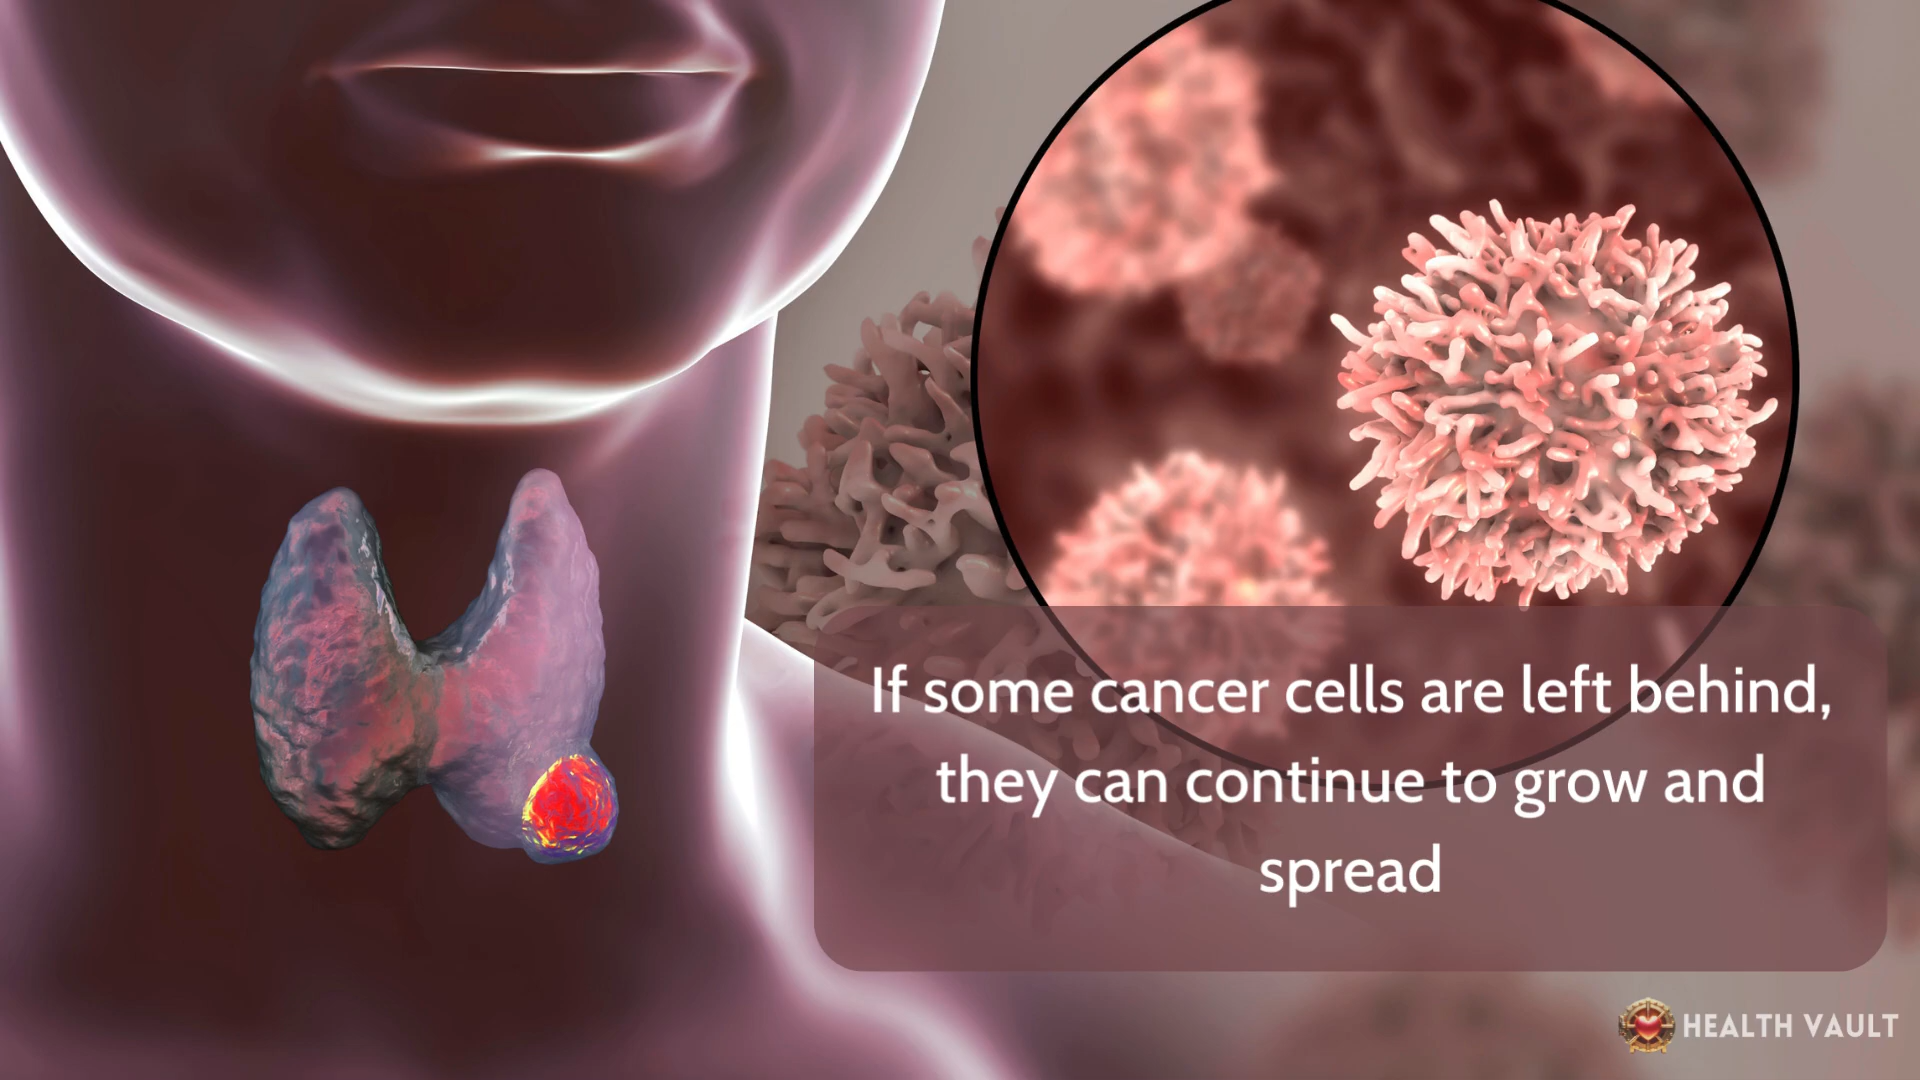 If some cancer cells are left behind,
they can continue to grow and
spread
HEALTH VAULT